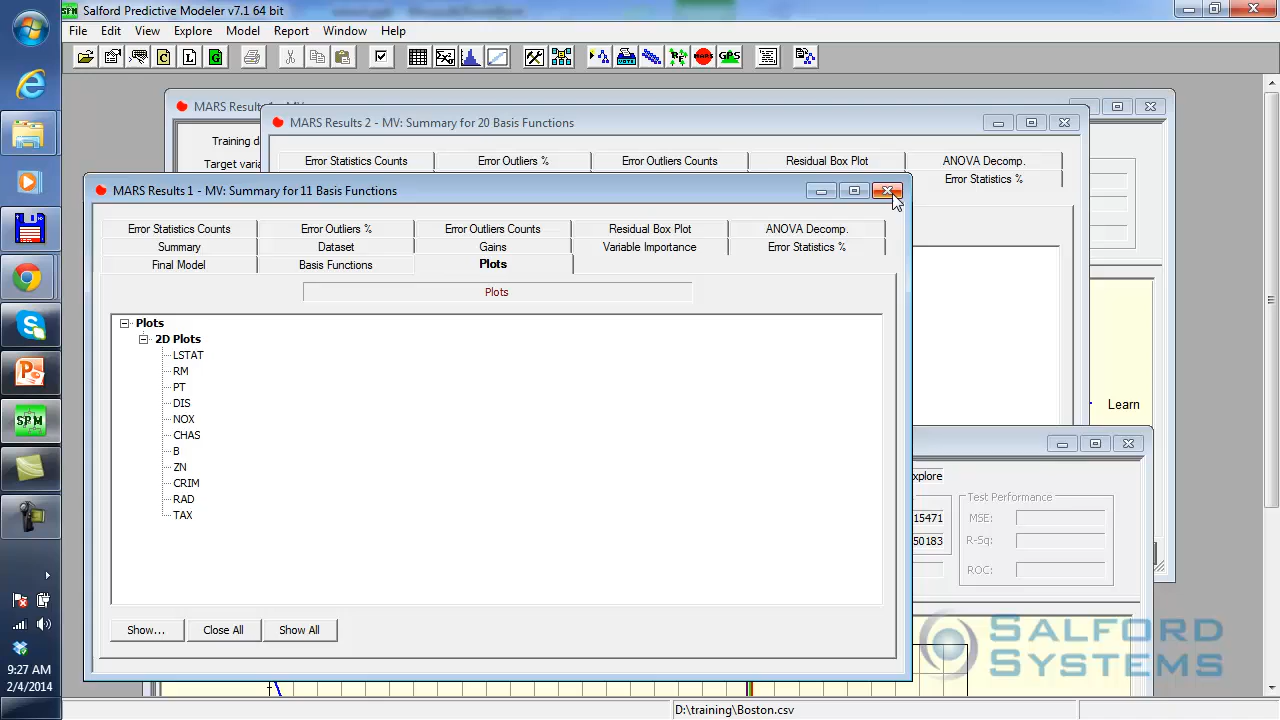 SPM Salford Predictive Modeler v7.1 64 bit
File Edit View Explore Model Report Window Help
MARS Results 1 - MV:
MARS Results 2 - MV: Summary for 20 Basis Functions
Training d
Target varia
Error Statistics Counts Error Outliers % Error Outliers Counts Residual Box Plot ANOVA Decomp.
Error Statistics %
MARS Results 1 - MV: Summary for 11 Basis Functions
Error Statistics Counts Error Outliers % Error Outliers Counts Residual Box Plot ANOVA Decomp.
Summary Dataset Gains Variable Importance Error Statistics %
Final Model Basis Functions Plots
Plots
Plots
2D Plots
LSTAT
RM
PT
DIS
NOX
CHAS
B
ZN
CRIM
RAD
TAX
Show... Close All Show All
Learn
xplore
Test Performance
15471 MSE:
50183 R-Sq:
ROC:
SALFORD
SYSTEMS
SPM
9:27 AM
2/4/2014
D:\training\Boston.csv